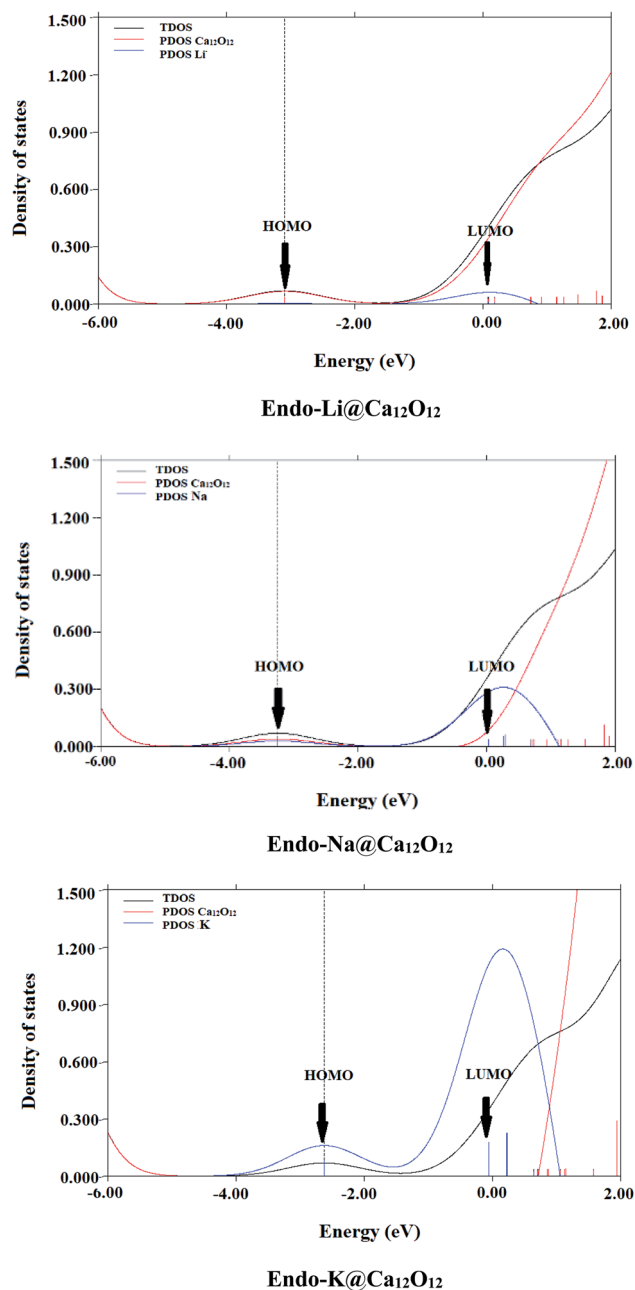 1.500
TDOS
PDOS Ca₁₂O₁₂
PDOS Li
1.200
0.900
Density of states
0.600
HOMO
LUMO
0.300
0.000
-6.00 -4.00 -2.00 0.00 2.00
Energy (eV)
Endo-Li@Ca₁₂O₁₂
1.500
TDOS
PDOS Ca₁₂O₁₂
PDOS Na
1.200
0.900
Density of states
0.600
HOMO
LUMO
0.300
0.000
-6.00 -4.00 -2.00 0.00 2.00
Energy (eV)
Endo-Na@Ca₁₂O₁₂
1.500
TDOS
PDOS Ca₁₂O₁₂
PDOS K
1.200
0.900
Density of states
0.600
HOMO
LUMO
0.300
0.000
-6.00 -4.00 -2.00 0.00 2.00
Energy (eV)
Endo-K@Ca₁₂O₁₂